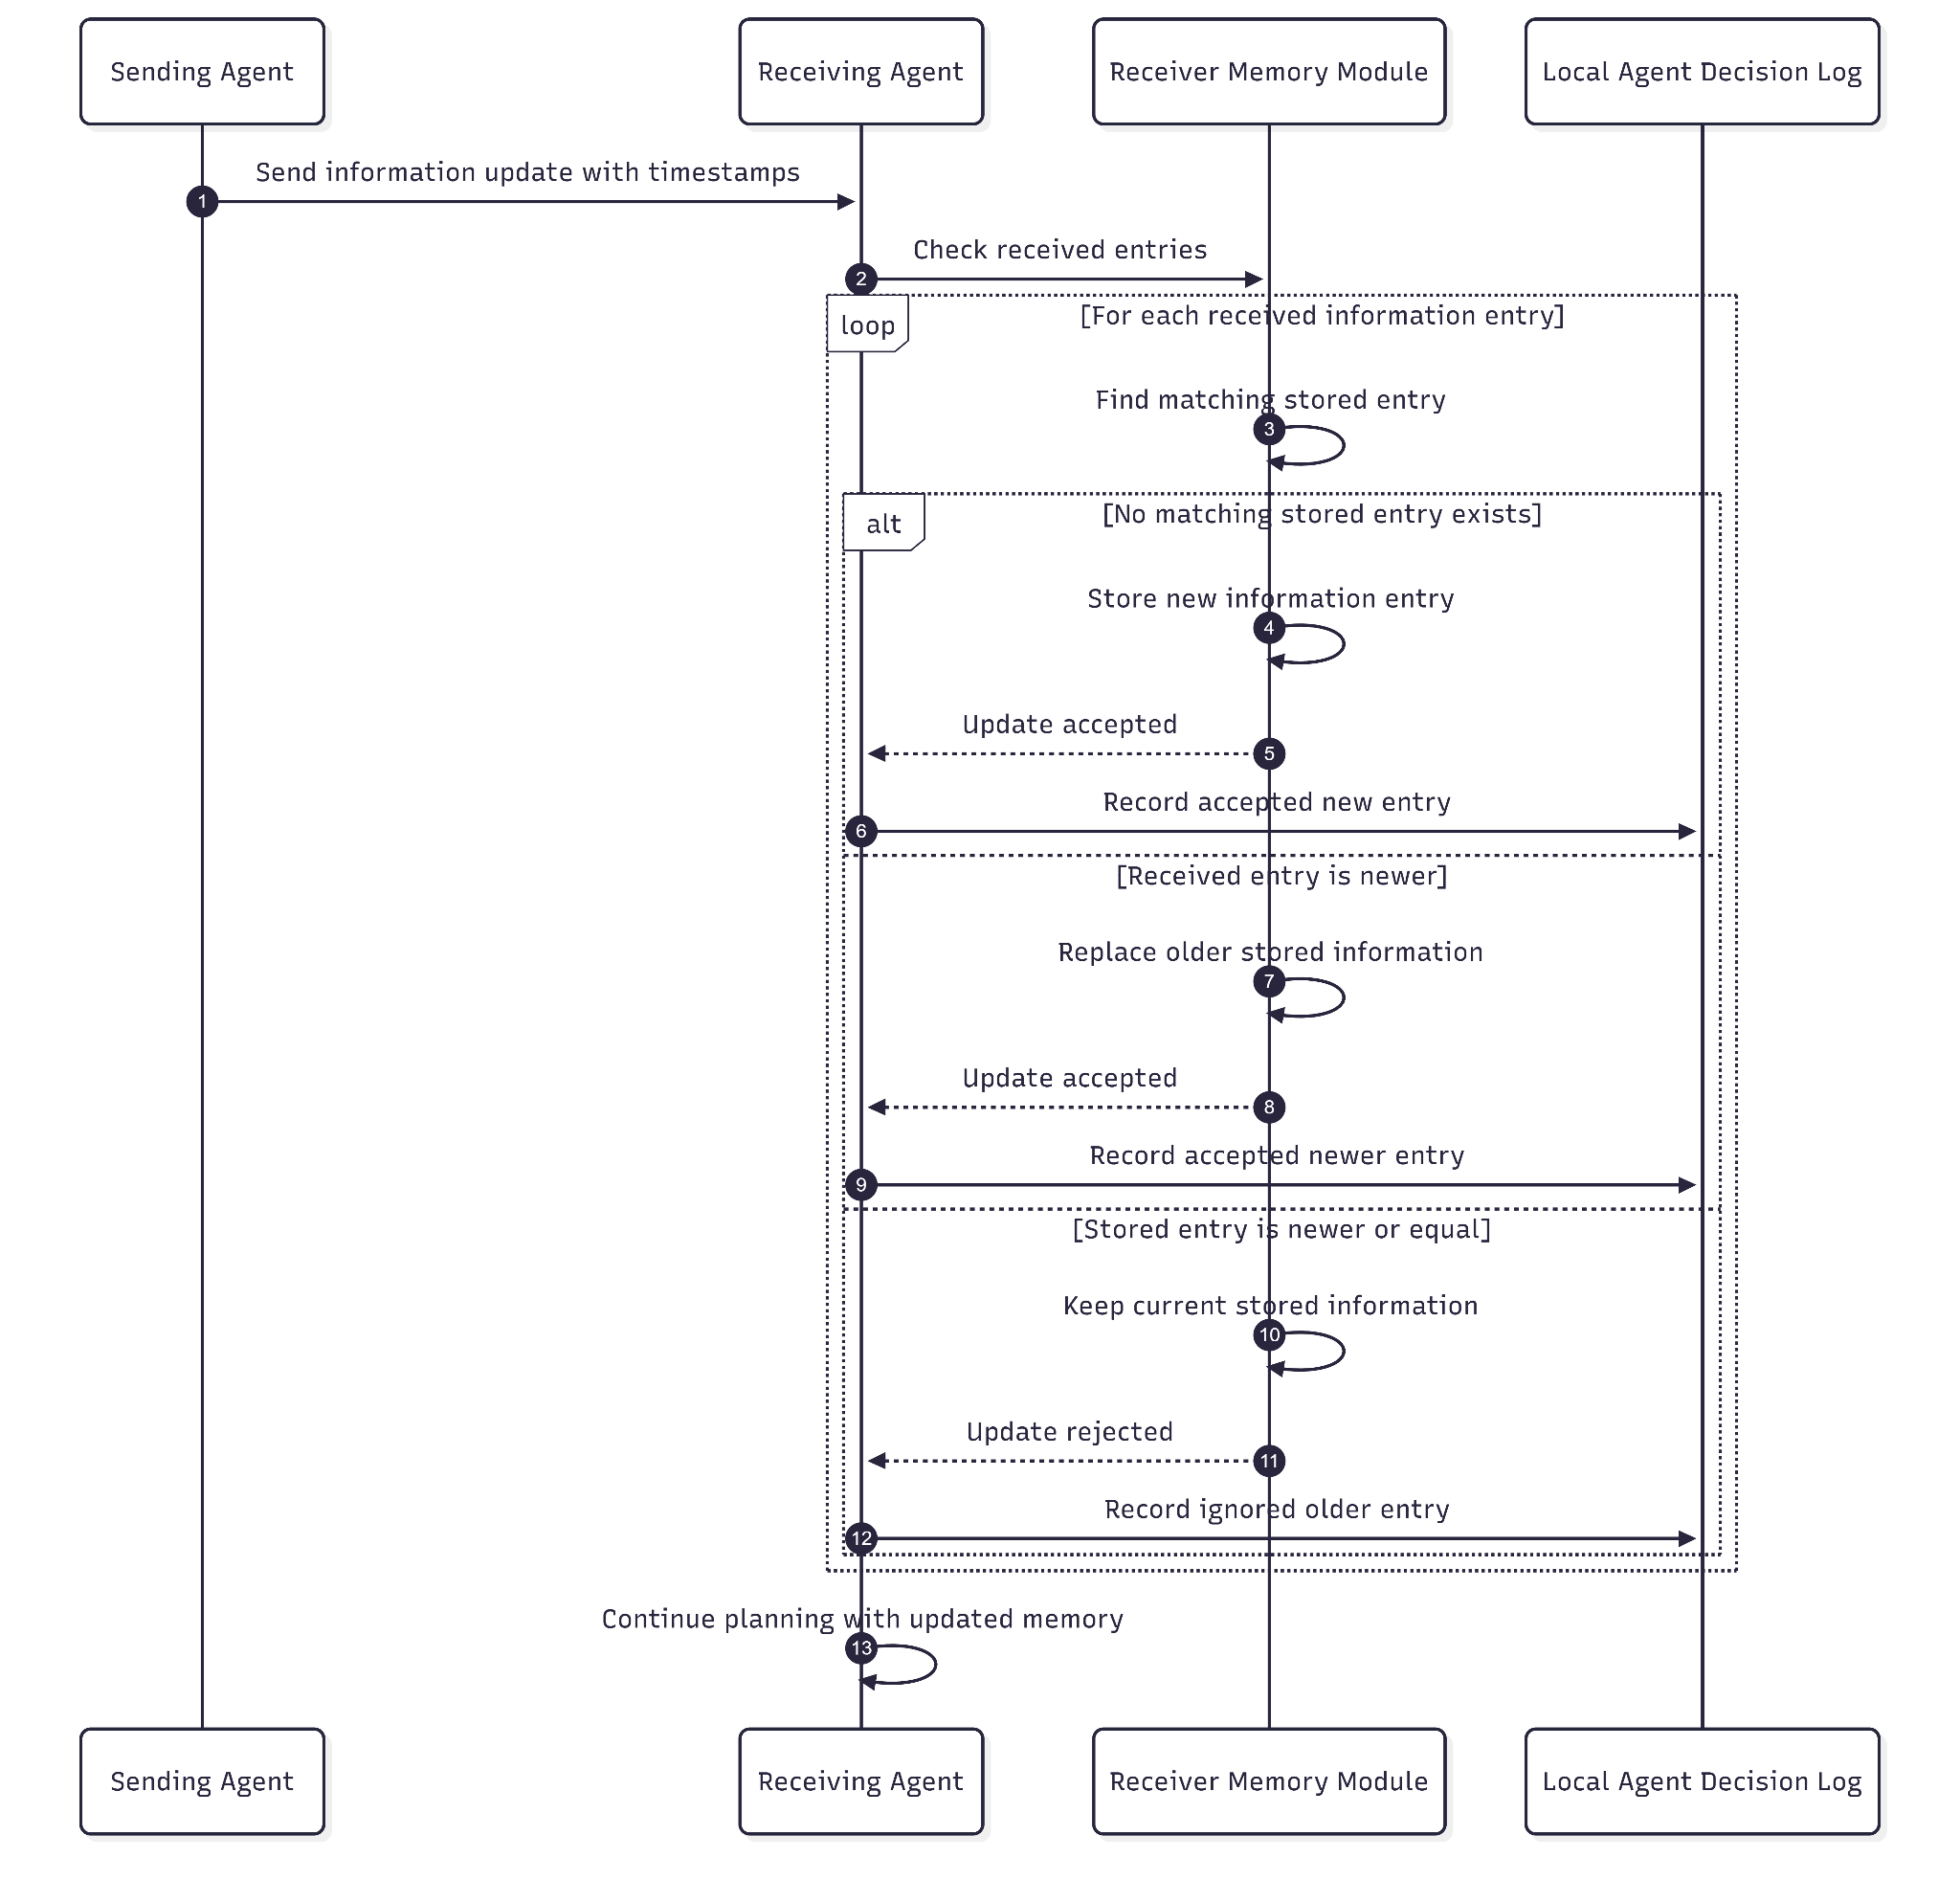 Sending Agent
Receiving Agent
Receiver Memory Module
Local Agent Decision Log
Send information update with timestamps
1
Check received entries
2
loop
[For each received information entry]
Find matching stored entry
3
alt
[No matching stored entry exists]
Store new information entry
4
Update accepted
5
Record accepted new entry
6
[Received entry is newer]
Replace older stored information
7
Update accepted
8
Record accepted newer entry
9
[Stored entry is newer or equal]
Keep current stored information
10
Update rejected
11
Record ignored older entry
12
Continue planning with updated memory
13
Sending Agent
Receiving Agent
Receiver Memory Module
Local Agent Decision Log